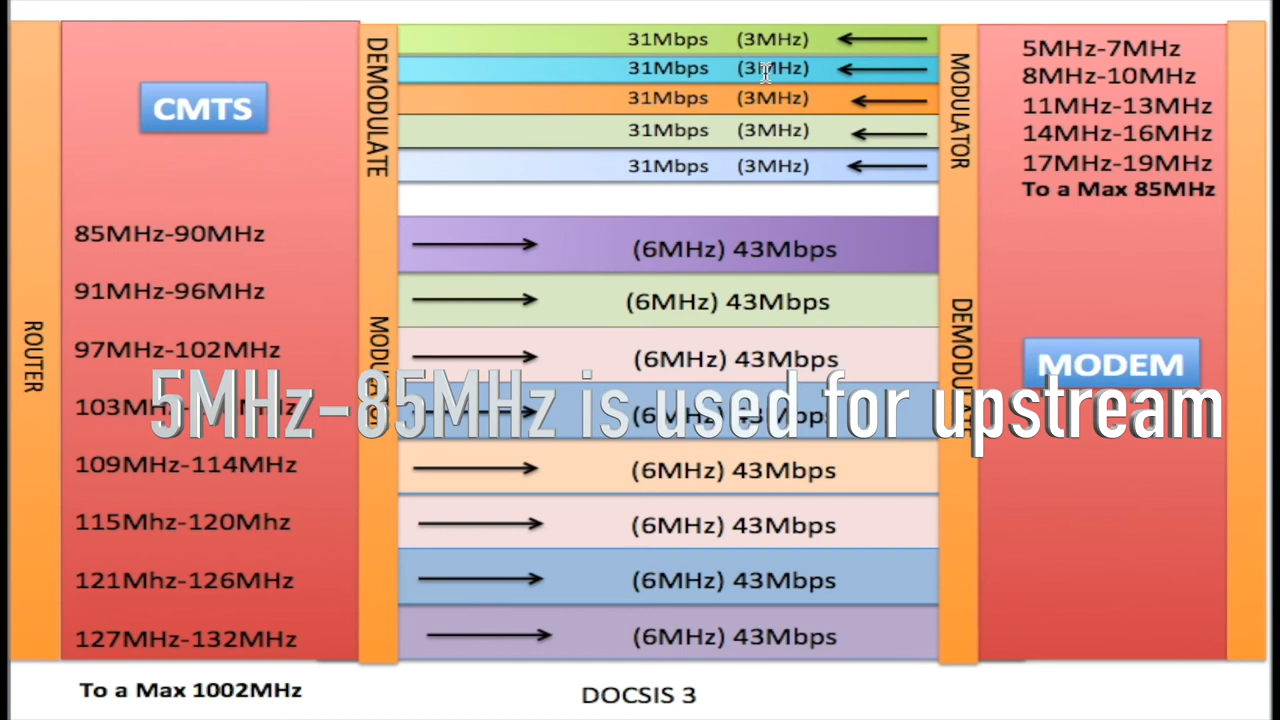 31Mbps (3MHz)
31Mbps (3MHz)
31Mbps (3MHz)
31Mbps (3MHz)
31Mbps (3MHz)
DEMODULATE
MODULATOR
CMTS
5MHz-7MHz
8MHz-10MHz
11MHz-13MHz
14MHz-16MHz
17MHz-19MHz
To a Max 85MHz
ROUTER
85MHz-90MHz
91MHz-96MHz
97MHz-102MHz
109MHz-114MHz
115Mhz-120Mhz
121Mhz-126MHz
127MHz-132MHz
(6MHz) 43Mbps
(6MHz) 43Mbps
(6MHz) 43Mbps
(6MHz) 43Mbps
(6MHz) 43Mbps
(6MHz) 43Mbps
(6MHz) 43Mbps
(6MHz) 43Mbps
DEMODULATE
MODEM
5MHz-85MHz is used for upstream
To a Max 1002MHz
DOCSIS 3